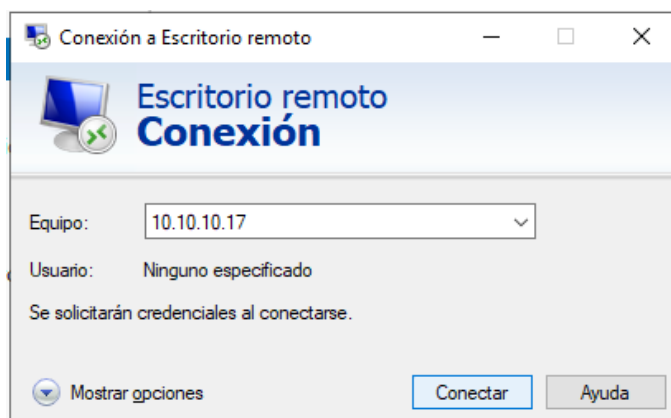 Conexión a Escritorio remoto
Escritorio remoto
Conexión
Equipo: 10.10.10.17
Usuario: Ninguno especificado
Se solicitarán credenciales al conectarse.
Mostrar opciones Conectar Ayuda